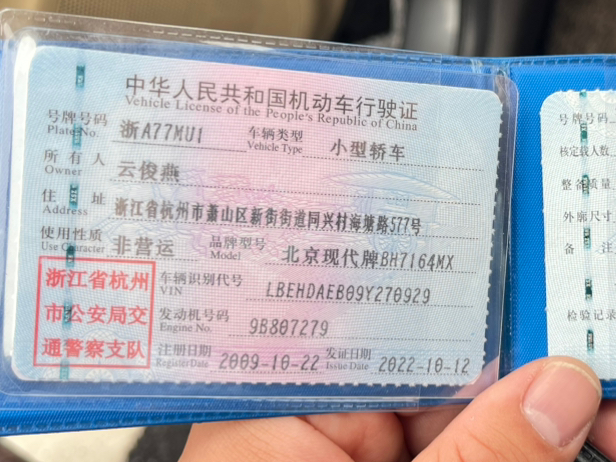 中华人民共和国机动车行驶证
Vehicle License of the People's Republic of China
号牌号码 浙A77MU1 车辆类型 小型轿车
Plate No. Vehicle Type
所有人 云俊燕
Owner
住址 浙江省杭州市萧山区新街街道同兴村海塘路577号
Address
使用性质 非营运 品牌型号 北京现代牌BH7164MX
Use Character Model
浙江省杭州
市公安局交
通警察支队
车辆识别代号 LBEHDAEB09Y270929
VIN
发动机号码 9B807279
Engine No.
注册日期 2009-10-22 发证日期 2022-10-12
Register Date Issue Date
号牌号码
核定载人数
整备质量
外廓尺寸
备注
检验记录